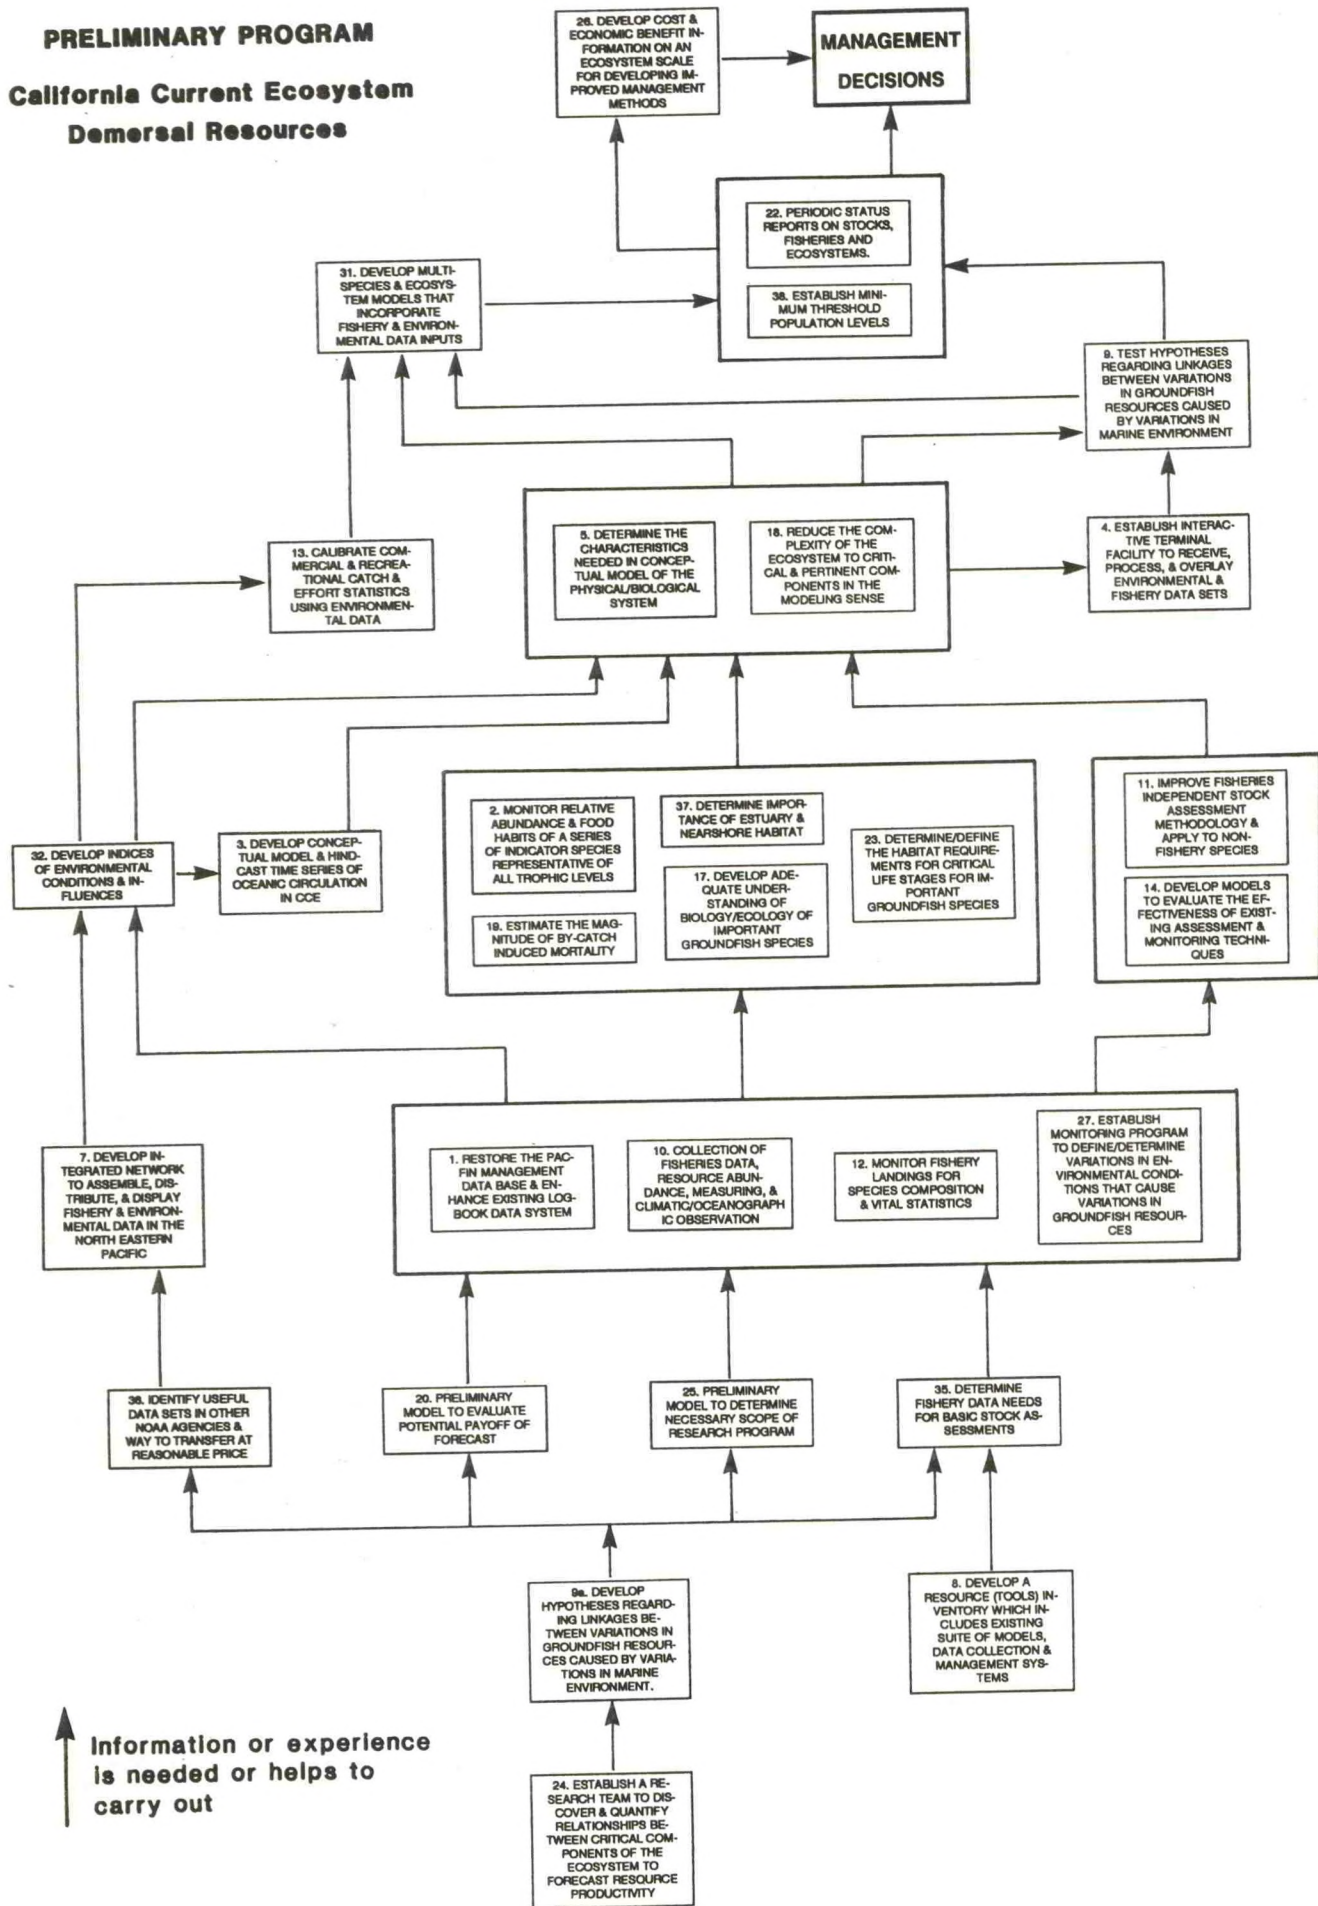 PRELIMINARY PROGRAM
California Current Ecosystem
Demersal Resources
26. DEVELOP COST &
ECONOMIC BENEFIT IN-
FORMATION ON AN
ECOSYSTEM SCALE
FOR DEVELOPING IM-
PROVED MANAGEMENT
METHODS
MANAGEMENT
DECISIONS
22. PERIODIC STATUS
REPORTS ON STOCKS,
FISHERIES AND
ECOSYSTEMS.
38. ESTABLISH MINI-
MUM THRESHOLD
POPULATION LEVELS
31. DEVELOP MULTI-
SPECIES & ECOSYS-
TEM MODELS THAT
INCORPORATE
FISHERY & ENVIRON-
MENTAL DATA INPUTS
9. TEST HYPOTHESES
REGARDING LINKAGES
BETWEEN VARIATIONS
IN GROUNDFISH
RESOURCES CAUSED
BY VARIATIONS IN
MARINE ENVIRONMENT
13. CALIBRATE COM-
MERCIAL & RECREA-
TIONAL CATCH &
EFFORT STATISTICS
USING ENVIRONMEN-
TAL DATA
5. DETERMINE THE
CHARACTERISTICS
NEEDED IN CONCEP-
TUAL MODEL OF THE
PHYSICAL/BIOLOGICAL
SYSTEM
18. REDUCE THE COM-
PLEXITY OF THE
ECOSYSTEM TO CRITI-
CAL & PERTINENT COM-
PONENTS IN THE
MODELING SENSE
4. ESTABLISH INTERAC-
TIVE TERMINAL
FACILITY TO RECEIVE,
PROCESS, & OVERLAY
ENVIRONMENTAL &
FISHERY DATA SETS
32. DEVELOP INDICES
OF ENVIRONMENTAL
CONDITIONS & IN-
FLUENCES
3. DEVELOP CONCEPTUAL
MODEL & HIND-
CAST TIME SERIES OF
OCEANIC CIRCULATION
IN CCE
2. MONITOR RELATIVE
ABUNDANCE & FOOD
HABITS OF A SERIES
OF INDICATOR SPECIES
REPRESENTATIVE OF
ALL TROPHIC LEVELS
19. ESTIMATE THE MAG-
NITUDE OF BY-CATCH
INDUCED MORTALITY
37. DETERMINE IMPOR-
TANCE OF ESTUARY &
NEARSHORE HABITAT
17. DEVELOP ADE-
QUATE UNDER-
STANDING OF
BIOLOGY/ECOLOGY OF
IMPORTANT
GROUNDFISH SPECIES
23. DETERMINE/DEFINE
THE HABITAT REQUIRE-
MENTS FOR CRITICAL
LIFE STAGES FOR IM-
PORTANT
GROUNDFISH SPECIES
11. IMPROVE FISHERIES
INDEPENDENT STOCK
ASSESSMENT
METHODOLOGY &
APPLY TO NON-
FISHERY SPECIES
14. DEVELOP MODELS
TO EVALUATE THE EF-
FECTIVENESS OF EXIST-
ING ASSESSMENT &
MONITORING TECHNI-
QUES
7. DEVELOP IN-
TEGRATED NETWORK
TO ASSEMBLE, DIS-
TRIBUTE, & DISPLAY
FISHERY & ENVIRON-
MENTAL DATA IN THE
NORTH EASTERN
PACIFIC
1. RESTORE THE PAC-
FIN MANAGEMENT
DATA BASE & EN-
HANCE EXISTING LOG-
BOOK DATA SYSTEM
10. COLLECTION OF
FISHERIES DATA,
RESOURCE ABUN-
DANCE, MEASURING, &
CLIMATIC/OCEANOGRAPH
IC OBSERVATION
12. MONITOR FISHERY
LANDINGS FOR
SPECIES COMPOSITION
& VITAL STATISTICS
27. ESTABLISH
MONITORING PROGRAM
TO DEFINE/DETERMINE
VARIATIONS IN EN-
VIRONMENTAL CONDI-
TIONS THAT CAUSE
VARIATIONS IN
GROUNDFISH RESOUR-
CES
36. IDENTIFY USEFUL
DATA SETS IN OTHER
NOAA AGENCIES &
WAY TO TRANSFER AT
REASONABLE PRICE
20. PRELIMINARY
MODEL TO EVALUATE
POTENTIAL PAYOFF OF
FORECAST
25. PRELIMINARY
MODEL TO DETERMINE
NECESSARY SCOPE OF
RESEARCH PROGRAM
35. DETERMINE
FISHERY DATA NEEDS
FOR BASIC STOCK AS-
SESSMENTS
9a. DEVELOP
HYPOTHESES REGARD-
ING LINKAGES BE-
TWEEN VARIATIONS IN
GROUNDFISH RESOUR-
CES CAUSED BY VARIA-
TIONS IN MARINE
ENVIRONMENT.
8. DEVELOP A
RESOURCE (TOOLS) IN-
VENTORY WHICH IN-
CLUDES EXISTING
SUITE OF MODELS,
DATA COLLECTION &
MANAGEMENT SYS-
TEMS
Information or experience
is needed or helps to
carry out
24. ESTABLISH A RE-
SEARCH TEAM TO DIS-
COVER & QUANTIFY
RELATIONSHIPS BE-
TWEEN CRITICAL COM-
PONENTS OF THE
ECOSYSTEM TO
FORECAST RESOURCE
PRODUCTIVITY